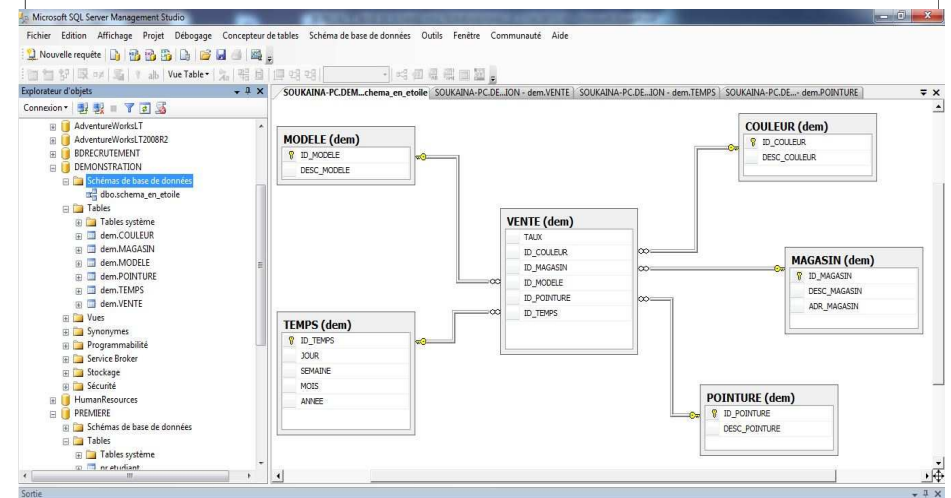 Microsoft SQL Server Management Studio
Fichier Edition Affichage Projet Débogage Concepteur de tables Schéma de base de données Outils Fenêtre Communauté Aide
Nouvelle requête
Vue Table
Explorateur d'objets
SOUKAINA-PC.DEM...chema_en_etoile SOUKAINA-PC.DE...ION - dem.VENTE SOUKAINA-PC.DE...ION - dem.TEMPS SOUKAINA-PC.DE...- dem.POINTURE
Connexion
AdventureWorksLT
AdventureWorksLT2008R2
BDRECRUTEMENT
DEMONSTRATION
Schémas de base de données
dbo.schema_en_etoile
Tables
Tables système
dem.COULEUR
dem.MAGASIN
dem.MODELE
dem.POINTURE
dem.TEMPS
dem.VENTE
Vues
Synonymes
Programmabilité
Service Broker
Stockage
Sécurité
HumanResources
PREMIERE
Schémas de base de données
Tables
Tables système
pr.etudiant
MODELE (dem)
ID_MODELE
DESC_MODELE
COULEUR (dem)
ID_COULEUR
DESC_COULEUR
VENTE (dem)
TAUX
ID_COULEUR
ID_MAGASIN
ID_MODELE
ID_POINTURE
ID_TEMPS
MAGASIN (dem)
ID_MAGASIN
DESC_MAGASIN
ADR_MAGASIN
TEMPS (dem)
ID_TEMPS
JOUR
SEMAINE
MOIS
ANNEE
POINTURE (dem)
ID_POINTURE
DESC_POINTURE
Sortie